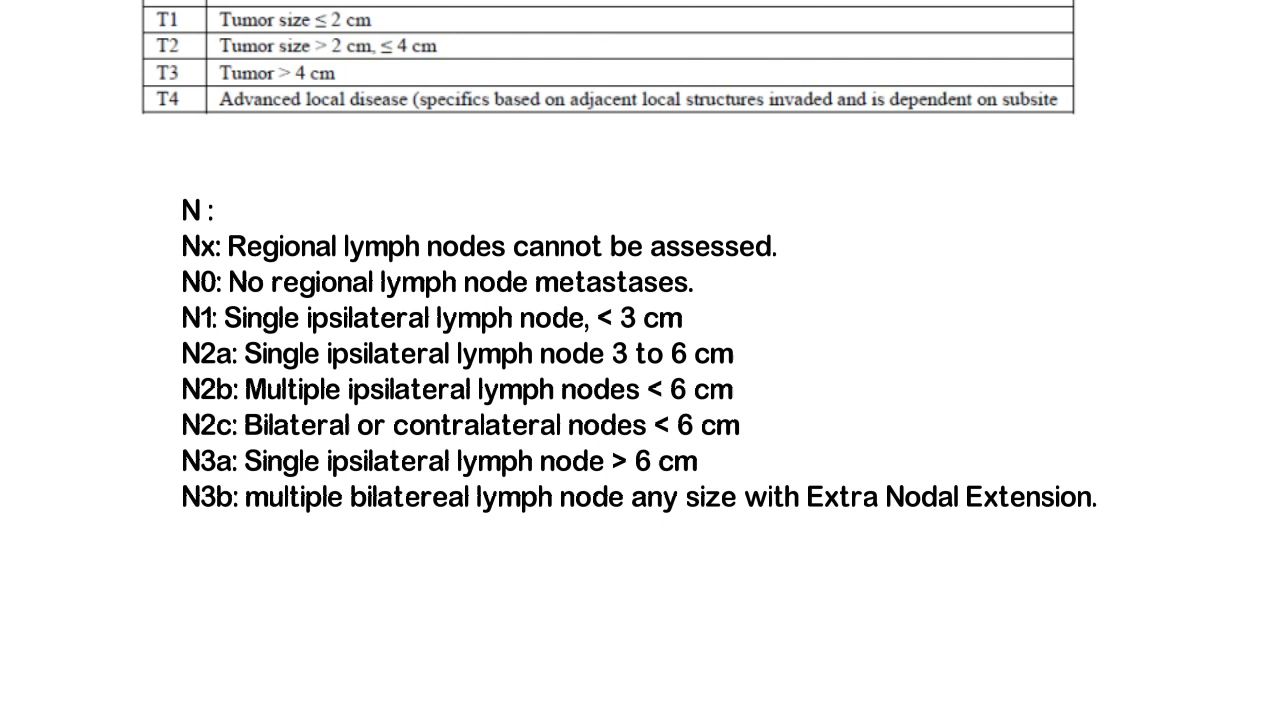 T1 Tumor size ≤ 2 cm
T2 Tumor size > 2 cm, ≤ 4 cm
T3 Tumor > 4 cm
T4 Advanced local disease (specifics based on adjacent local structures invaded and is dependent on subsite
N :
Nx: Regional lymph nodes cannot be assessed.
N0: No regional lymph node metastases.
N1: Single ipsilateral lymph node, < 3 cm
N2a: Single ipsilateral lymph node 3 to 6 cm
N2b: Multiple ipsilateral lymph nodes < 6 cm
N2c: Bilateral or contralateral nodes < 6 cm
N3a: Single ipsilateral lymph node > 6 cm
N3b: multiple bilatereal lymph node any size with Extra Nodal Extension.